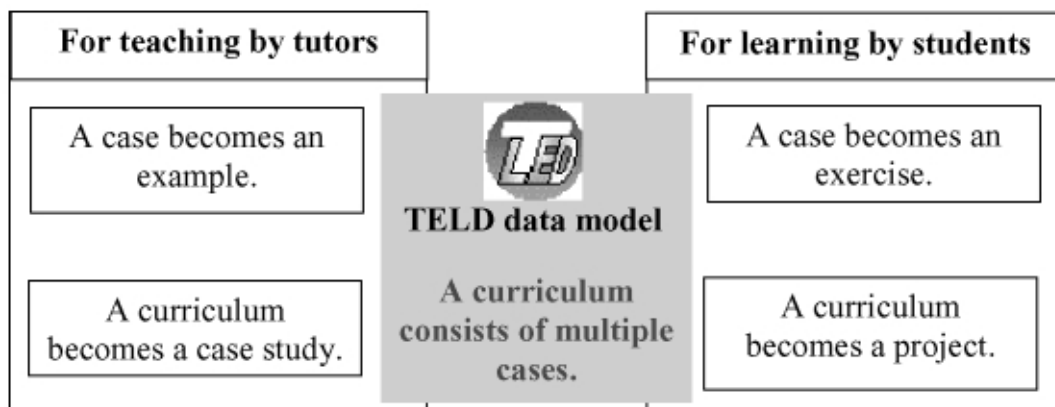 For teaching by tutors
A case becomes an
example.
A curriculum
becomes a case study.
TELD
TELD data model
A curriculum
consists of multiple
cases.
For learning by students
A case becomes an
exercise.
A curriculum
becomes a project.